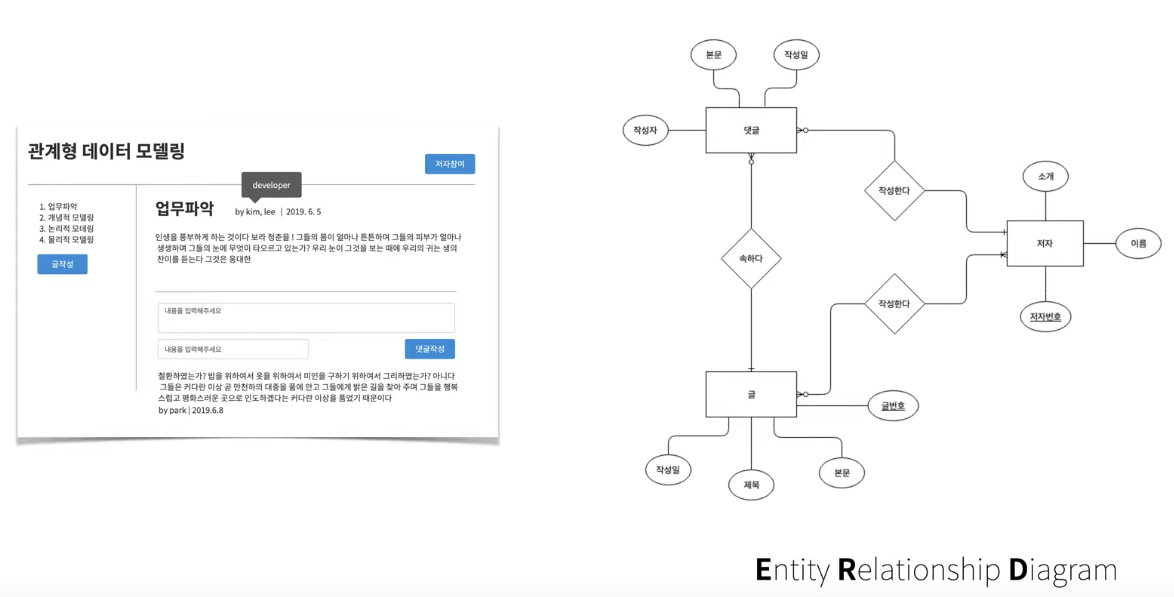 관계형 데이터 모델링
저자참여
developer
업무파악
by kim, lee | 2019. 6. 5
1. 업무파악
2. 개념적 모델링
3. 논리적 모데링
4. 물리적 모델링
글작성
인생을 풍부하게 하는 것이다 보라 청춘을 ! 그들의 몸이 얼마나 튼튼하며 그들의 피부가 얼마나
생생하며 그들의 눈에 무엇이 타오르고 있는가? 우리 눈이 그것을 보는 때에 우리의 귀는 생의
찬미를 듣는다 그것은 웅대한
내용을 입력해주세요
내용을 입력해주세요
댓글작성
철환하였는가? 밥을 위하여서 옷을 위하여서 미인을 구하기 위하여서 그리하였는가? 아니다
그들은 커다란 이상 곧 만천하의 대중을 품에 안고 그들에게 밝은 길을 찾아 주며 그들을 행복
스럽고 평화스러운 곳으로 인도하겠다는 커다란 이상을 품었기 때문이다
by park | 2019.6.8
본문
작성일
작성자
댓글
작성한다
소개
저자
이름
속하다
작성한다
저자번호
글
글번호
작성일
제목
본문
Entity Relationship Diagram